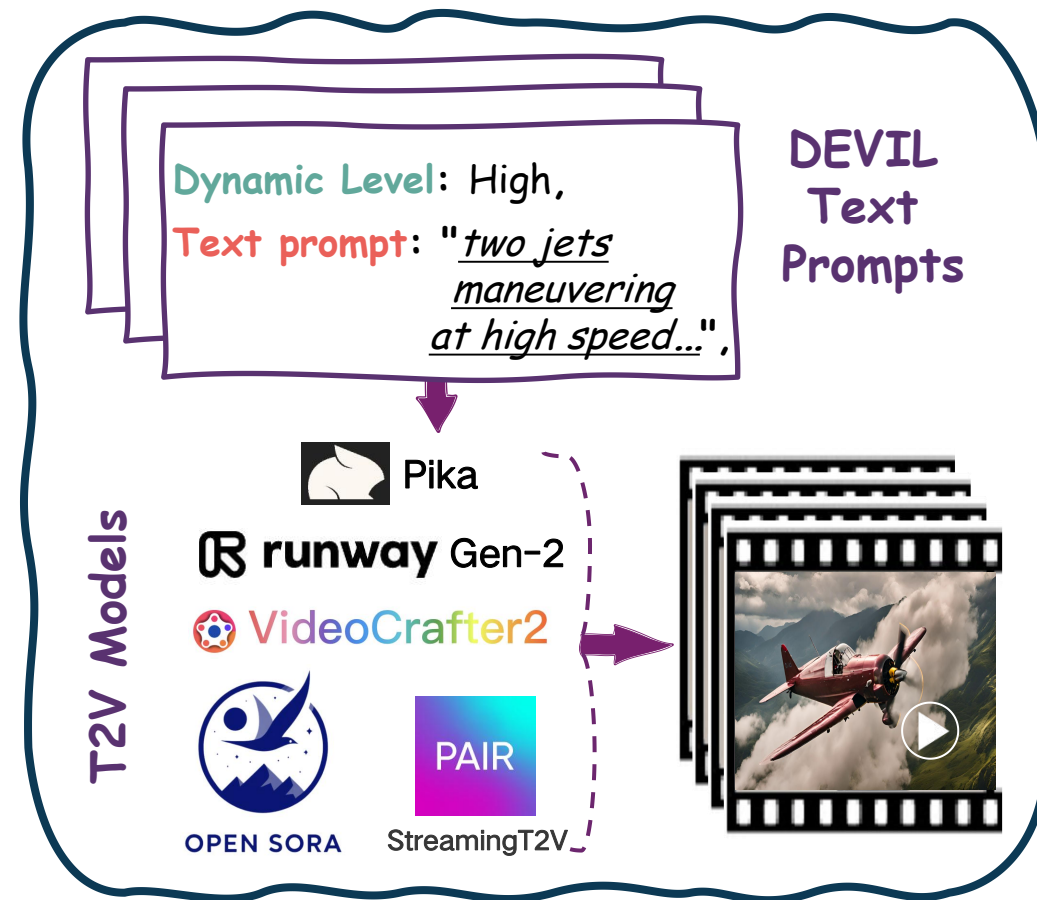 Dynamic Level: High,
Text prompt: "two jets
maneuvering
at high speed...",
DEVIL
Text
Prompts
T2V Models
Pika
runway Gen-2
VideoCrafter2
OPEN SORA
PAIR
StreamingT2V